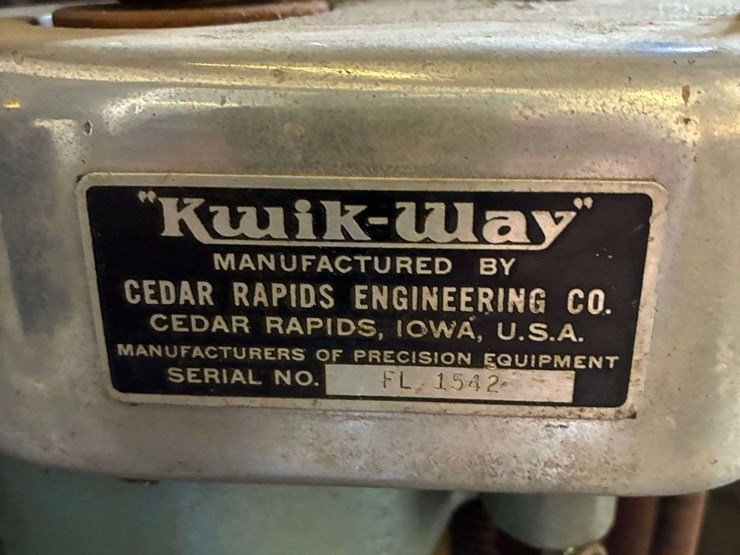 "Kwik-Way"
MANUFACTURED BY
CEDAR RAPIDS ENGINEERING CO.
CEDAR RAPIDS, IOWA, U.S.A.
MANUFACTURERS OF PRECISION EQUIPMENT
SERIAL NO. FL 1542